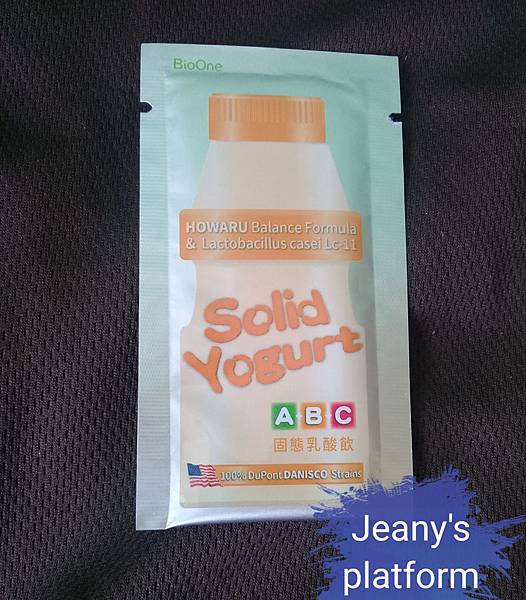 BioOne
HOWARU Balance Formula
& Lactobacillus casei Lc-11
Solid
Yogurt
A·B·C
固態乳酸飲
100% DuPont DANISCO Strains
Jeany's
platform